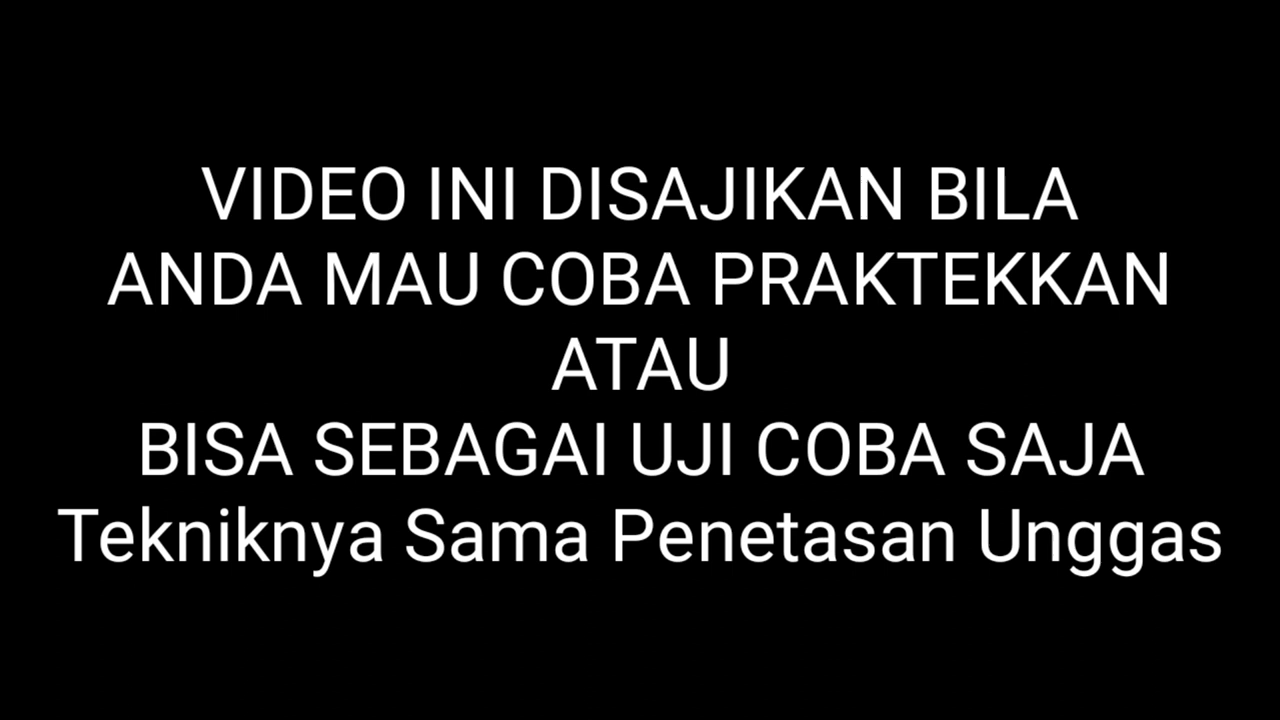 VIDEO INI DISAJIKAN BILA
ANDA MAU COBA PRAKTEKKAN
ATAU
BISA SEBAGAI UJI COBA SAJA
Tekniknya Sama Penetasan Unggas